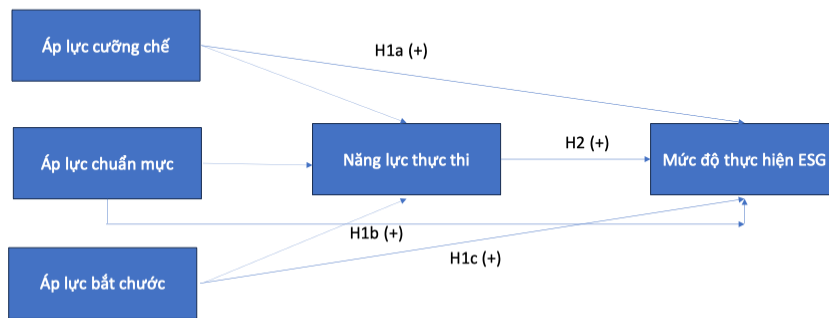 Áp lực cưỡng chế
H1a (+)
Áp lực chuẩn mực
Năng lực thực thi
H2 (+)
Mức độ thực hiện ESG
H1b (+)
H1c (+)
Áp lực bắt chước